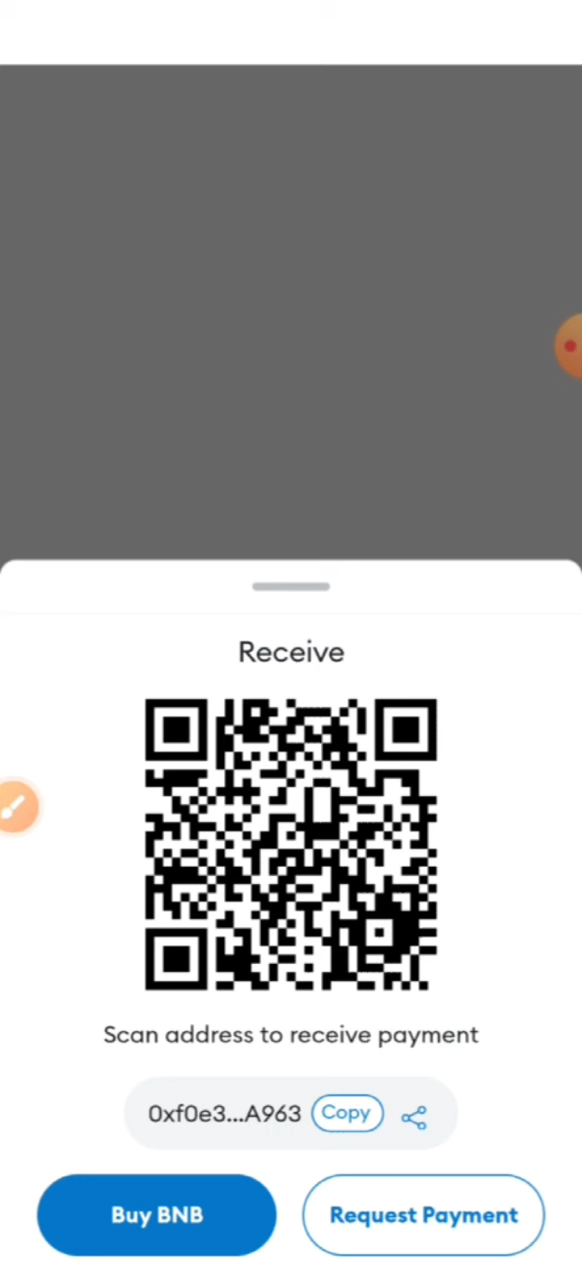 Receive
Scan address to receive payment
0xf0e3...A963 Copy
Buy BNB Request Payment